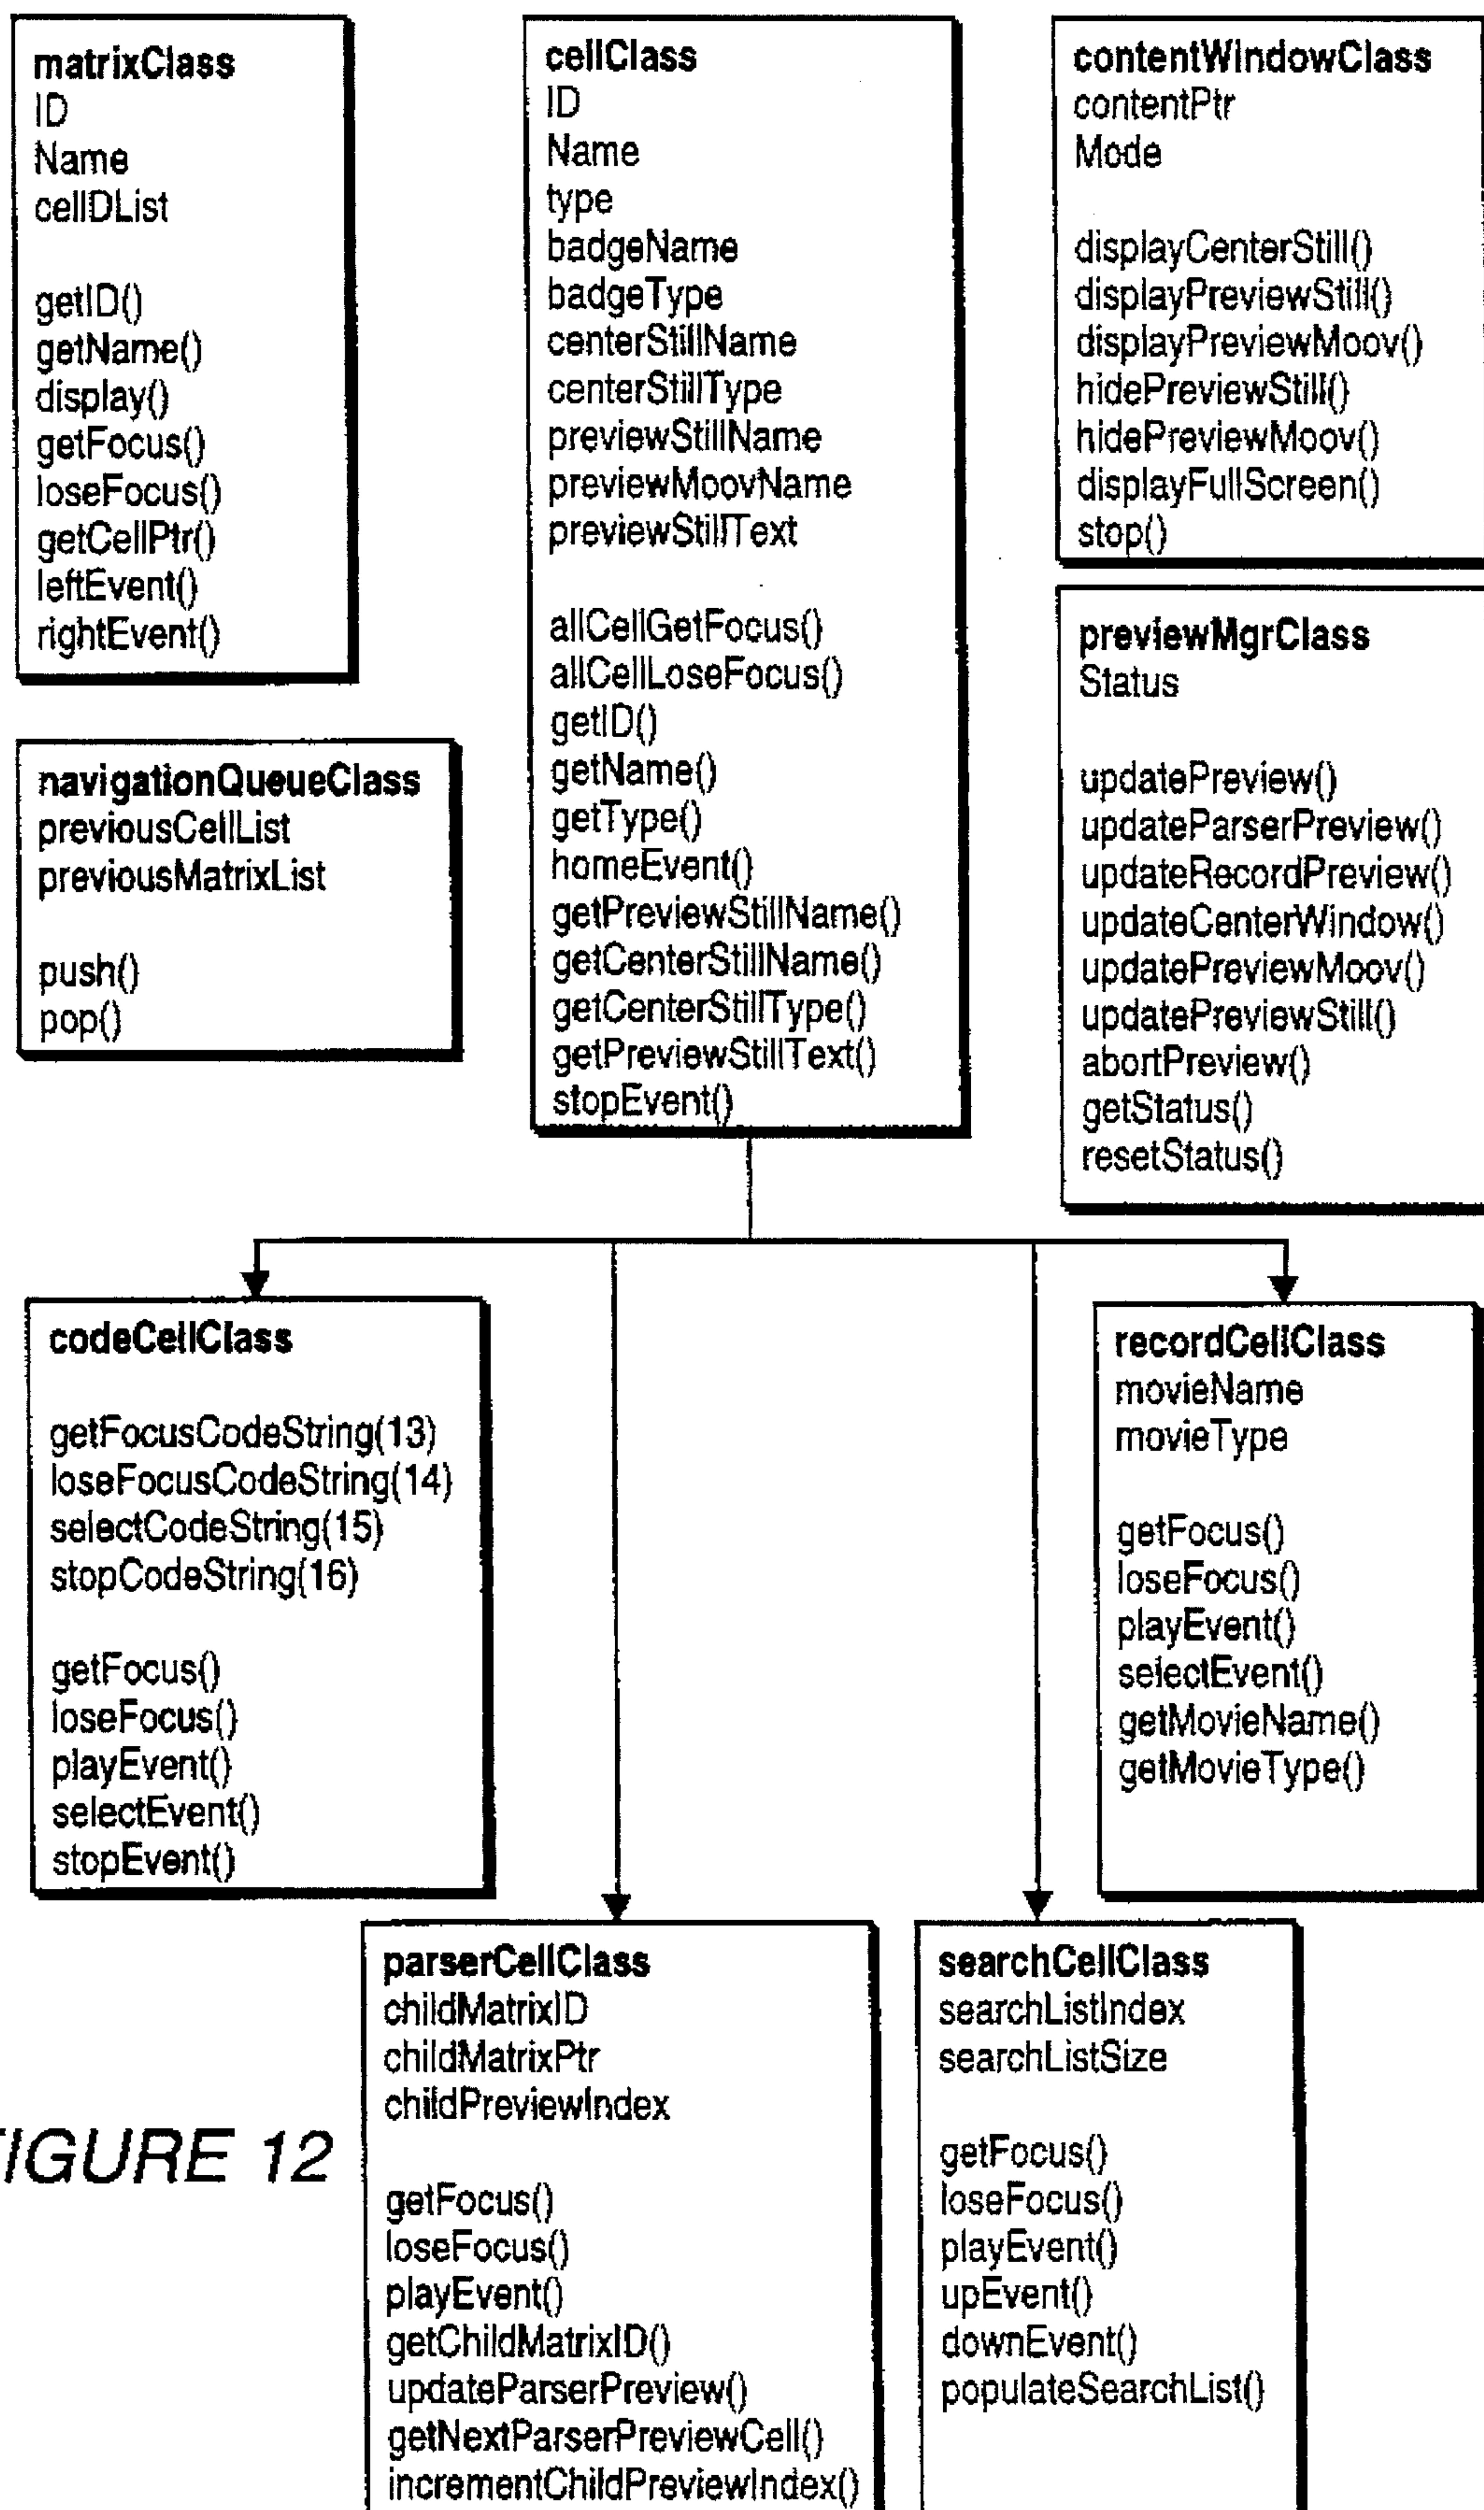 matrixClass
ID
Name
cellIDList
getID()
getName()
display()
getFocus()
loseFocus()
getCellPtr()
leftEvent()
rightEvent()
navigationQueueClass
previousCellList
previousMatrixList
push()
pop()
cellClass
ID
Name
type
badgeName
badgeType
centerStillName
centerStillType
previewStillName
previewMoovName
previewStillText
allCellGetFocus()
allCellLoseFocus()
getID()
getName()
getType()
homeEvent()
getPreviewStillName()
getCenterStillName()
getCenterStillType()
getPreviewStillText()
stopEvent()
contentWindowClass
contentPtr
Mode
displayCenterStill()
displayPreviewStill()
displayPreviewMoov()
hidePreviewStill()
hidePreviewMoov()
displayFullScreen()
stop()
previewMgrClass
Status
updatePreview()
updateParserPreview()
updateRecordPreview()
updateCenterWindow()
updatePreviewMoov()
updatePreviewStill()
abortPreview()
getStatus()
resetStatus()
codeCellClass
getFocusCodeString(13)
loseFocusCodeString(14)
selectCodeString(15)
stopCodeString(16)
getFocus()
loseFocus()
playEvent()
selectEvent()
stopEvent()
recordCellClass
movieName
movieType
getFocus()
loseFocus()
playEvent()
selectEvent()
getMovieName()
getMovieType()
parserCellClass
childMatrixID
childMatrixPtr
childPreviewIndex
getFocus()
loseFocus()
playEvent()
getChildMatrixID()
updateParserPreview()
getNextParserPreviewCell()
incrementChildPreviewIndex()
searchCellClass
searchListIndex
searchListSize
getFocus()
loseFocus()
playEvent()
upEvent()
downEvent()
populateSearchList()
FIGURE 12